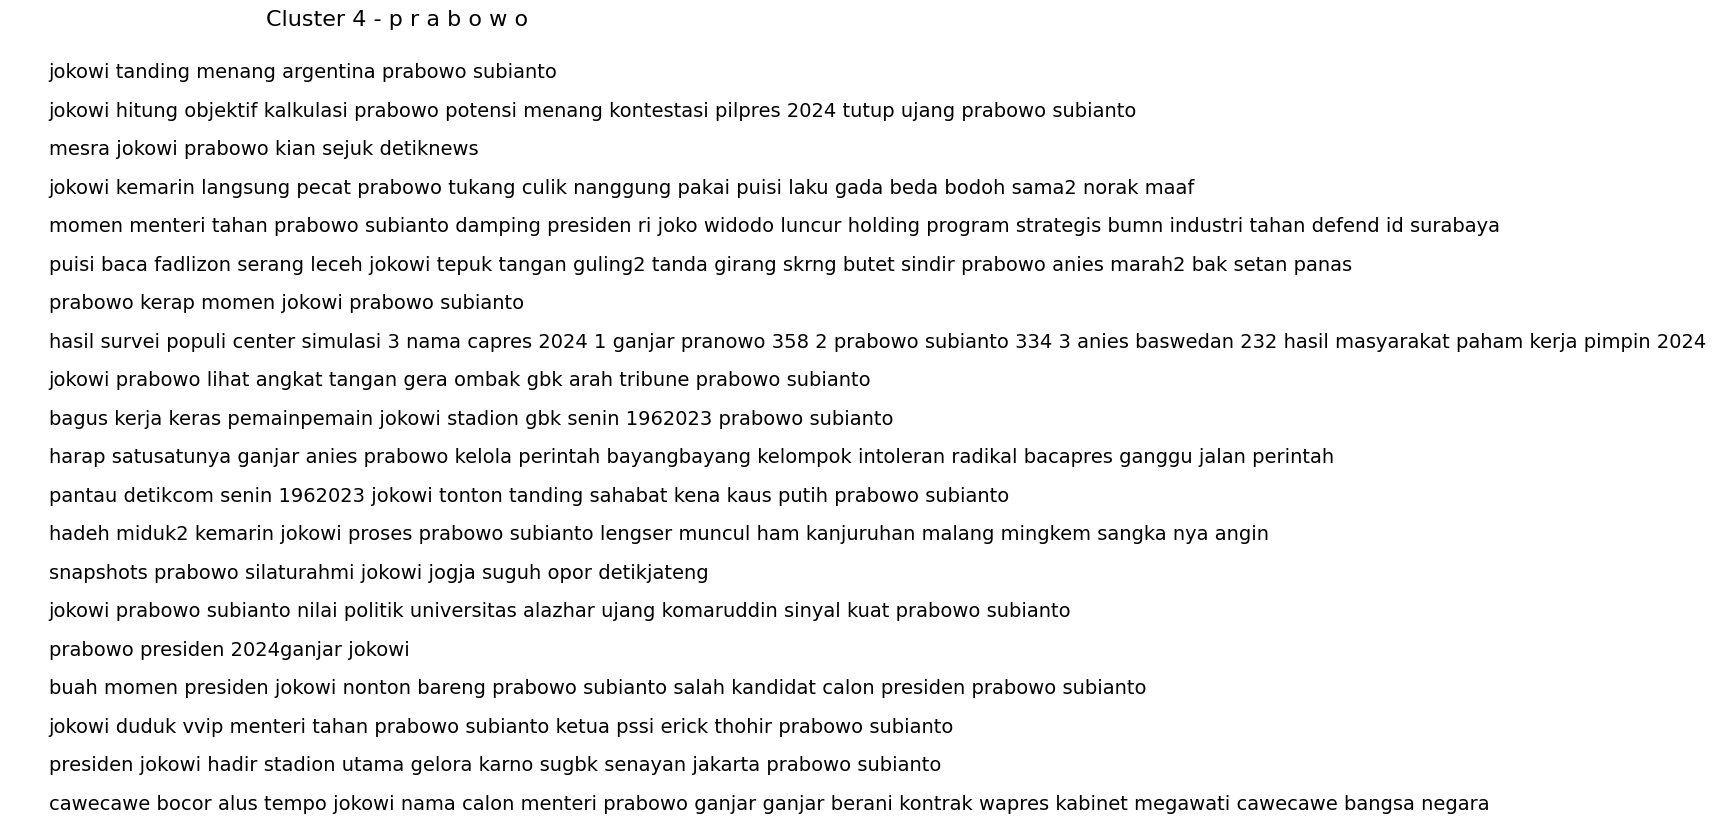 Cluster 4 - p r a b o w o
jokowi tanding menang argentina prabowo subianto
jokowi hitung objektif kalkulasi prabowo potensi menang kontestasi pilpres 2024 tutup ujang prabowo subianto
mesra jokowi prabowo kian sejuk detiknews
jokowi kemarin langsung pecat prabowo tukang culik nanggung pakai puisi laku gada beda bodoh sama2 norak maaf
momen menteri tahan prabowo subianto damping presiden ri joko widodo luncur holding program strategis bumn industri tahan defend id surabaya
puisi baca fadlizon serang leceh jokowi tepuk tangan guling2 tanda girang skrng butet sindir prabowo anies marah2 bak setan panas
prabowo kerap momen jokowi prabowo subianto
hasil survei populi center simulasi 3 nama capres 2024 1 ganjar pranowo 358 2 prabowo subianto 334 3 anies baswedan 232 hasil masyarakat paham kerja pimpin 2024
jokowi prabowo lihat angkat tangan gera ombak gbk arah tribune prabowo subianto
bagus kerja keras pemainpemain jokowi stadion gbk senin 1962023 prabowo subianto
harap satusatunya ganjar anies prabowo kelola perintah bayangbayang kelompok intoleran radikal bacapres ganggu jalan perintah
pantau detikcom senin 1962023 jokowi tonton tanding sahabat kena kaus putih prabowo subianto
hadeh miduk2 kemarin jokowi proses prabowo subianto lengser muncul ham kanjuruhan malang mingkem sangka nya angin
snapshots prabowo silaturahmi jokowi jogja suguh opor detikjateng
jokowi prabowo subianto nilai politik universitas alazhar ujang komaruddin sinyal kuat prabowo subianto
prabowo presiden 2024ganjar jokowi
buah momen presiden jokowi nonton bareng prabowo subianto salah kandidat calon presiden prabowo subianto
jokowi duduk vvip menteri tahan prabowo subianto ketua pssi erick thohir prabowo subianto
presiden jokowi hadir stadion utama gelora karno sugbk senayan jakarta prabowo subianto
cawecawe bocor alus tempo jokowi nama calon menteri prabowo ganjar ganjar berani kontrak wapres kabinet megawati cawecawe bangsa negara